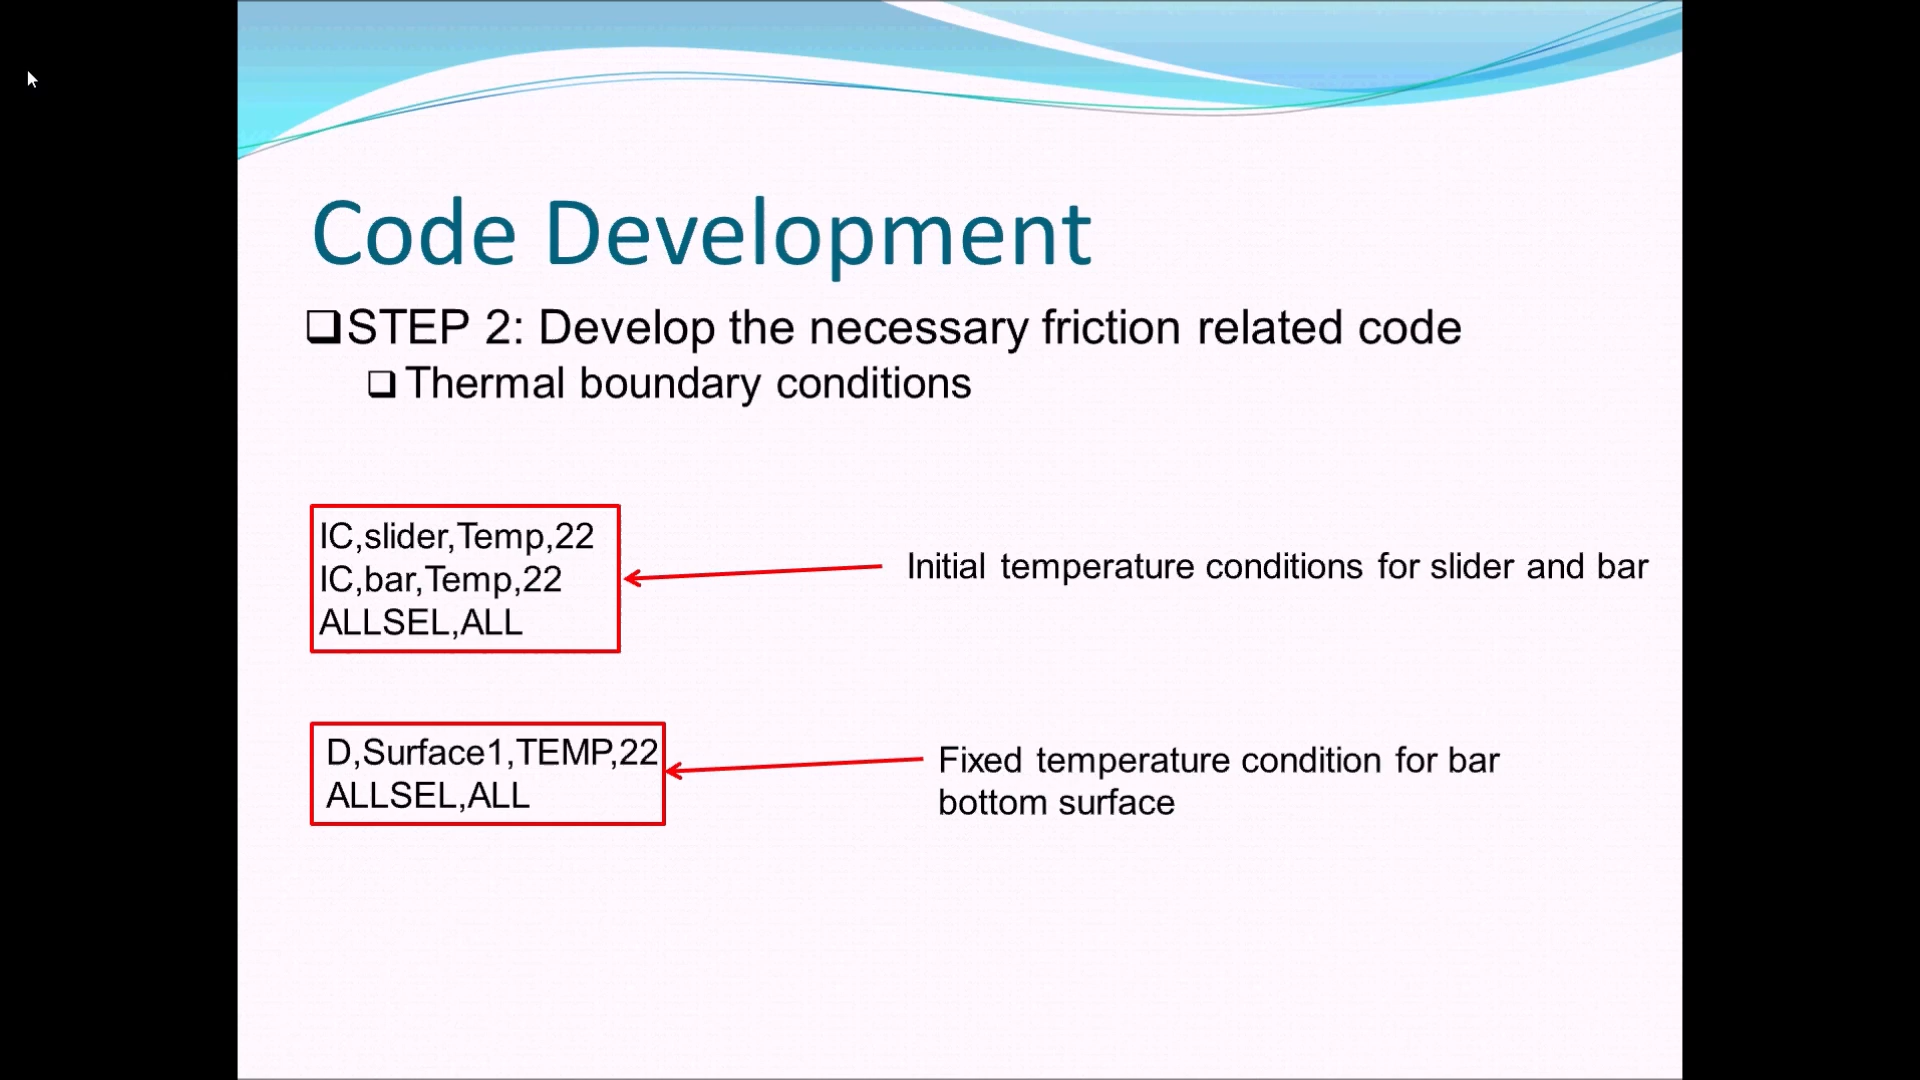 Code Development
STEP 2: Develop the necessary friction related code
Thermal boundary conditions
IC,slider,Temp,22
IC,bar,Temp,22
ALLSEL,ALL
Initial temperature conditions for slider and bar
D,Surface1,TEMP,22
ALLSEL,ALL
Fixed temperature condition for bar
bottom surface